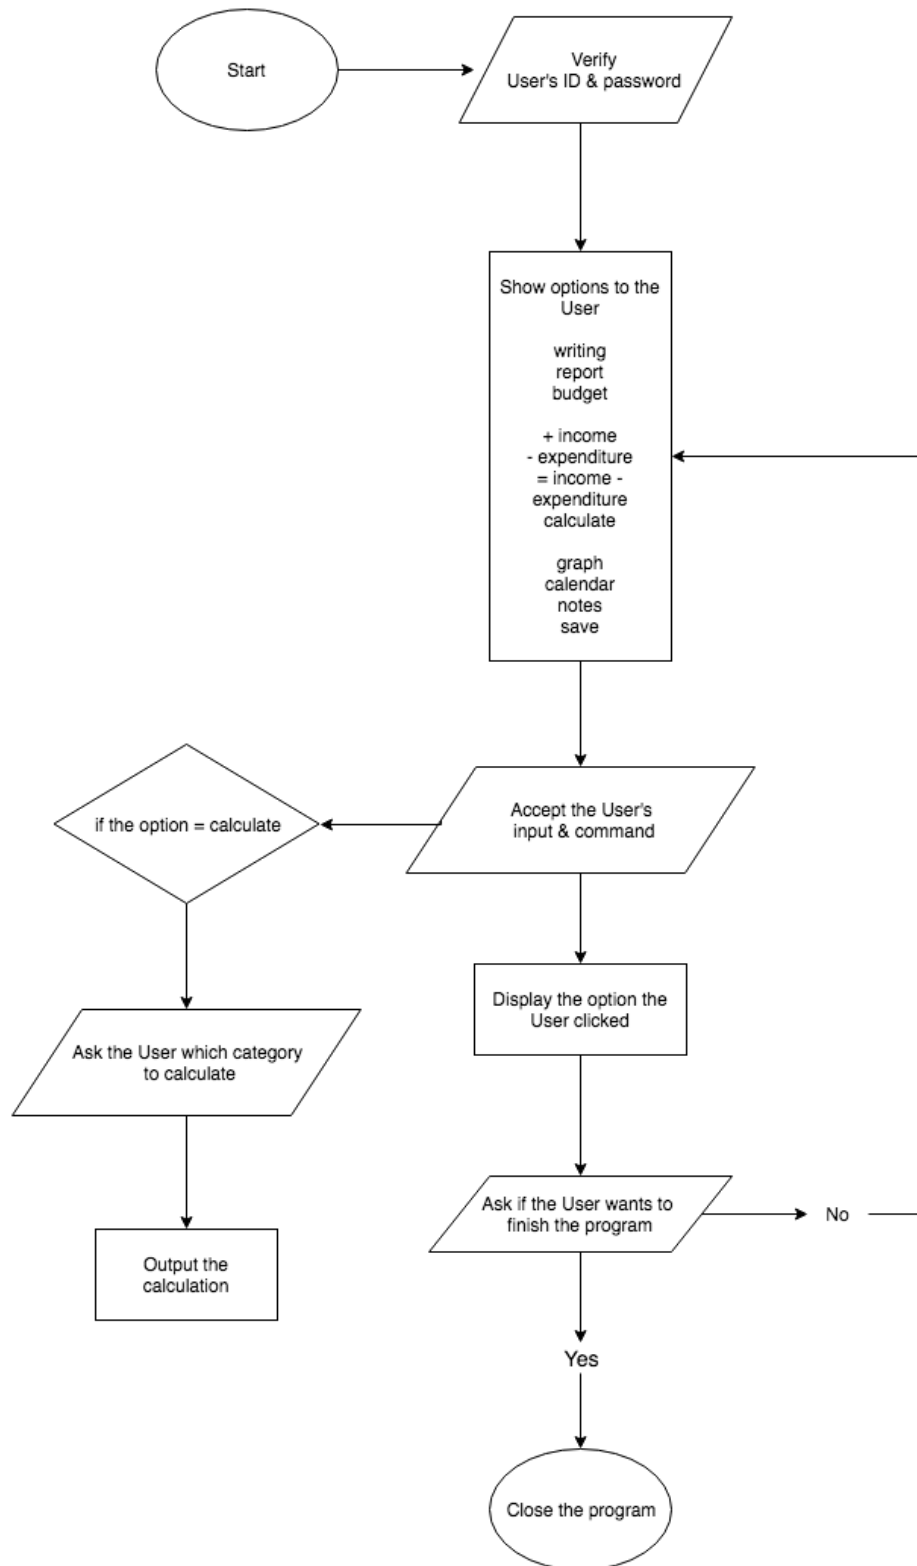 Start
Verify
User's ID & password
Show options to the
User
writing
report
budget
+ income
- expenditure
= income -
expenditure
calculate
graph
calendar
notes
save
if the option = calculate
Accept the User's
input & command
Display the option the
User clicked
Ask the User which category
to calculate
Ask if the User wants to
finish the program
No
Output the
calculation
Yes
Close the program